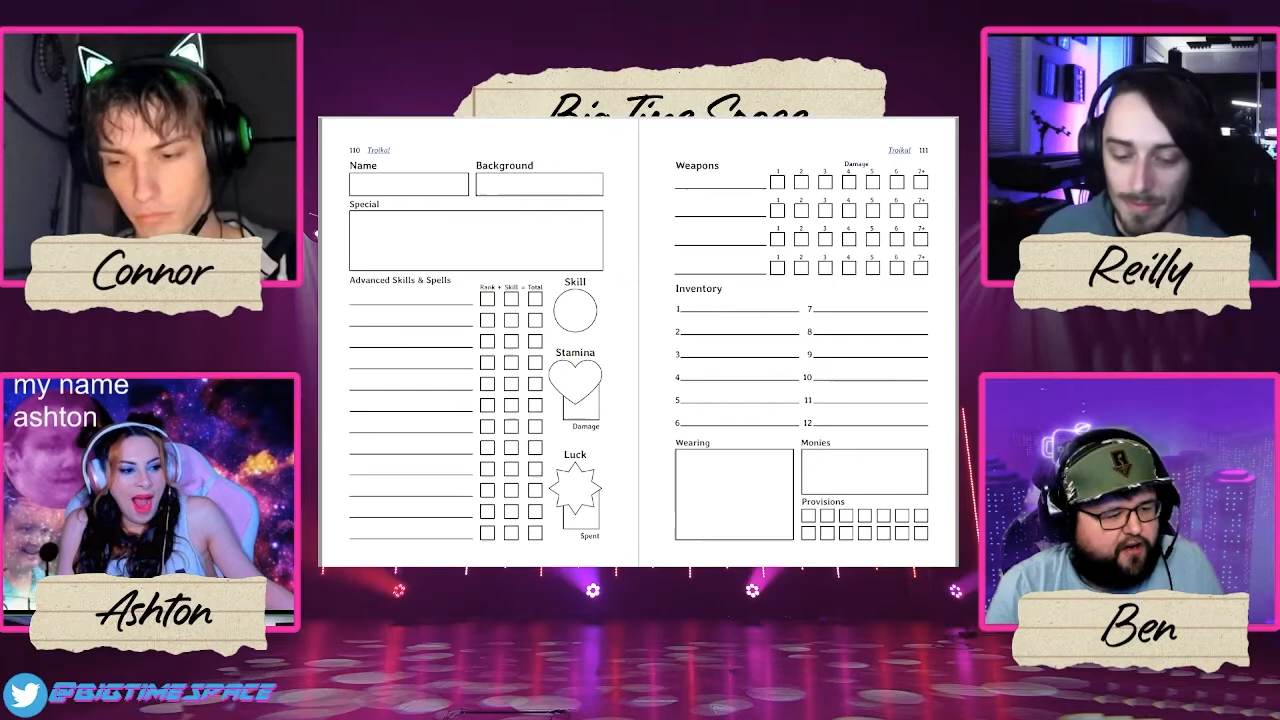 Big Time Space
Connor
Reilly
my name
ashton
Ashton
Ben
@BIGTIMESPACE
110 Troika!
Name Background
Special
Advanced Skills & Spells
Rank + Skill = Total
Skill
Stamina
Damage
Luck
Spent
Troika! 111
Weapons
Damage
1 2 3 4 5 6 7+
1 2 3 4 5 6 7+
1 2 3 4 5 6 7+
1 2 3 4 5 6 7+
Inventory
1 7
2 8
3 9
4 10
5 11
6 12
Wearing Monies
Provisions